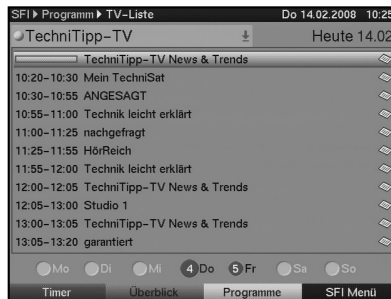 SFI Programm TV-Liste Do 14.02.2008 10:25
TechniTipp-TV Heute 14.02
TechniTipp-TV News & Trends
10:20-10:30 Mein TechniSat
10:30-10:55 ANGESAGT
10:55-11:00 Technik leicht erklärt
11:00-11:25 nachgefragt
11:25-11:55 HörReich
11:55-12:00 Technik leicht erklärt
12:00-12:05 TechniTipp-TV News & Trends
12:05-13:00 Studio 1
13:00-13:05 TechniTipp-TV News & Trends
13:05-13:20 garantiert
Mo Di Mi 4 Do 5 Fr Sa So
Timer Überblick Programme SFI Menü